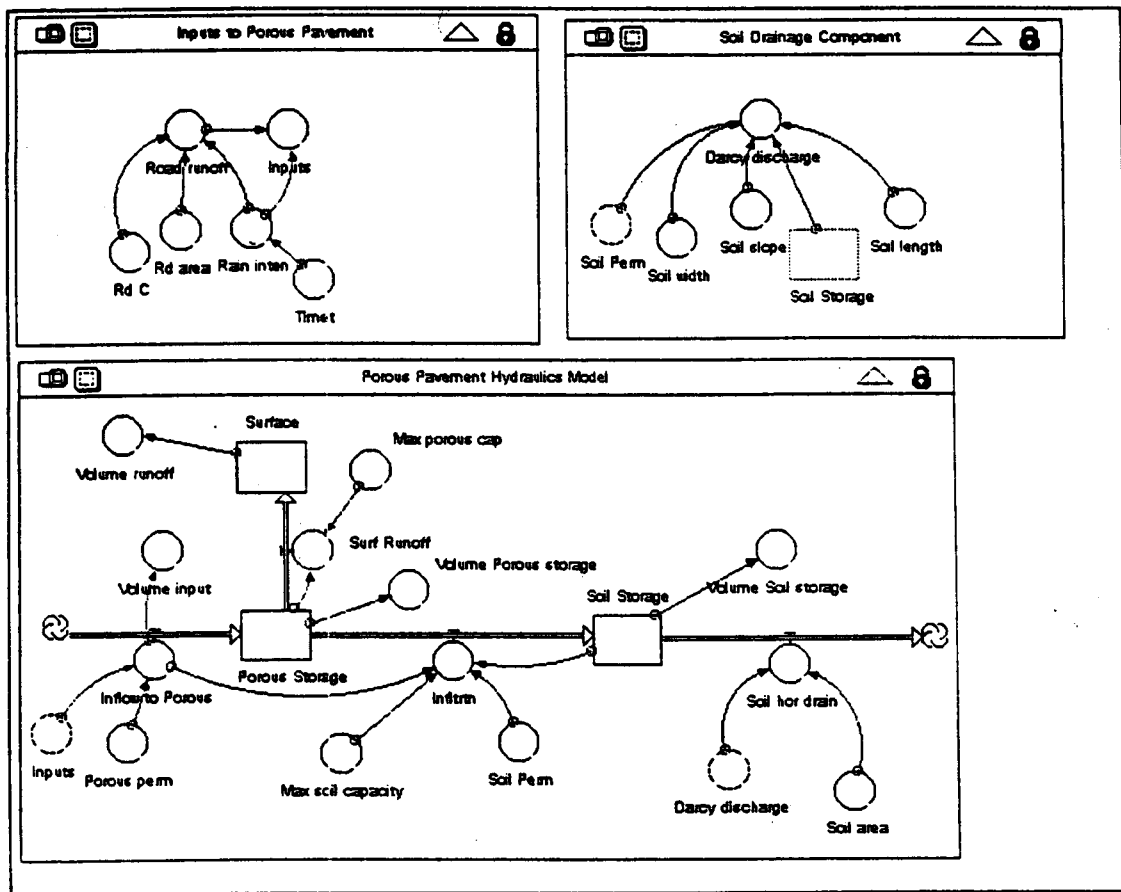 Inputs to Porous Pavement
Road runoff
Inputs
Rd C
Rd area
Rain inten
Timet
Soil Drainage Component
Darcy discharge
Soil Perm
Soil width
Soil slope
Soil Storage
Soil length
Porous Pavement Hydraulics Model
Surface
Volume runoff
Max porous cap
Surf Runoff
Volume input
Volume Porous storage
Soil Storage
Volume Soil storage
Porous Storage
Inflow to Porous
Infiltrn
Soil hor drain
Inputs
Porous perm
Max soil capacity
Soil Perm
Darcy discharge
Soil area